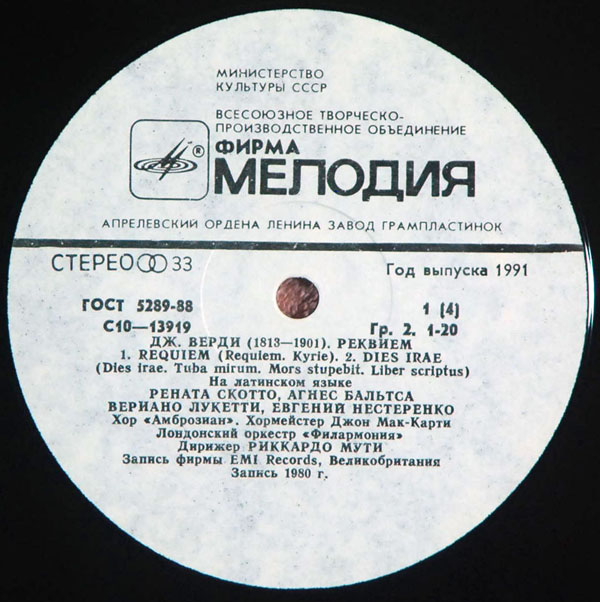 МИНИСТЕРСТВО
КУЛЬТУРЫ СССР
ВСЕСОЮЗНОЕ ТВОРЧЕСКО-
ПРОИЗВОДСТВЕННОЕ ОБЪЕДИНЕНИЕ
®
ФИРМА
МЕЛОДИЯ
АПРЕЛЕВСКИЙ ОРДЕНА ЛЕНИНА ЗАВОД ГРАМПЛАСТИНОК
СТЕРЕО 33
Год выпуска 1991
ГОСТ 5289-88
1 (4)
С10—13919
Гр. 2. 1-20
ДЖ. ВЕРДИ (1813—1901). РЕКВИЕМ
1. REQUIEM (Requiem. Kyrie). 2. DIES IRAE
(Dies irae. Tuba mirum. Mors stupebit. Liber scriptus)
На латинском языке
РЕНАТА СКОТТО, АГНЕС БАЛЬТСА
ВЕРИАНО ЛУКЕТТИ, ЕВГЕНИЙ НЕСТЕРЕНКО
Хор «Амброзиан». Хормейстер Джон Мак-Карти
Лондонский оркестр «Филармония»
Дирижер РИККАРДО МУТИ
Запись фирмы EMI Records, Великобритания
Запись 1980 г.